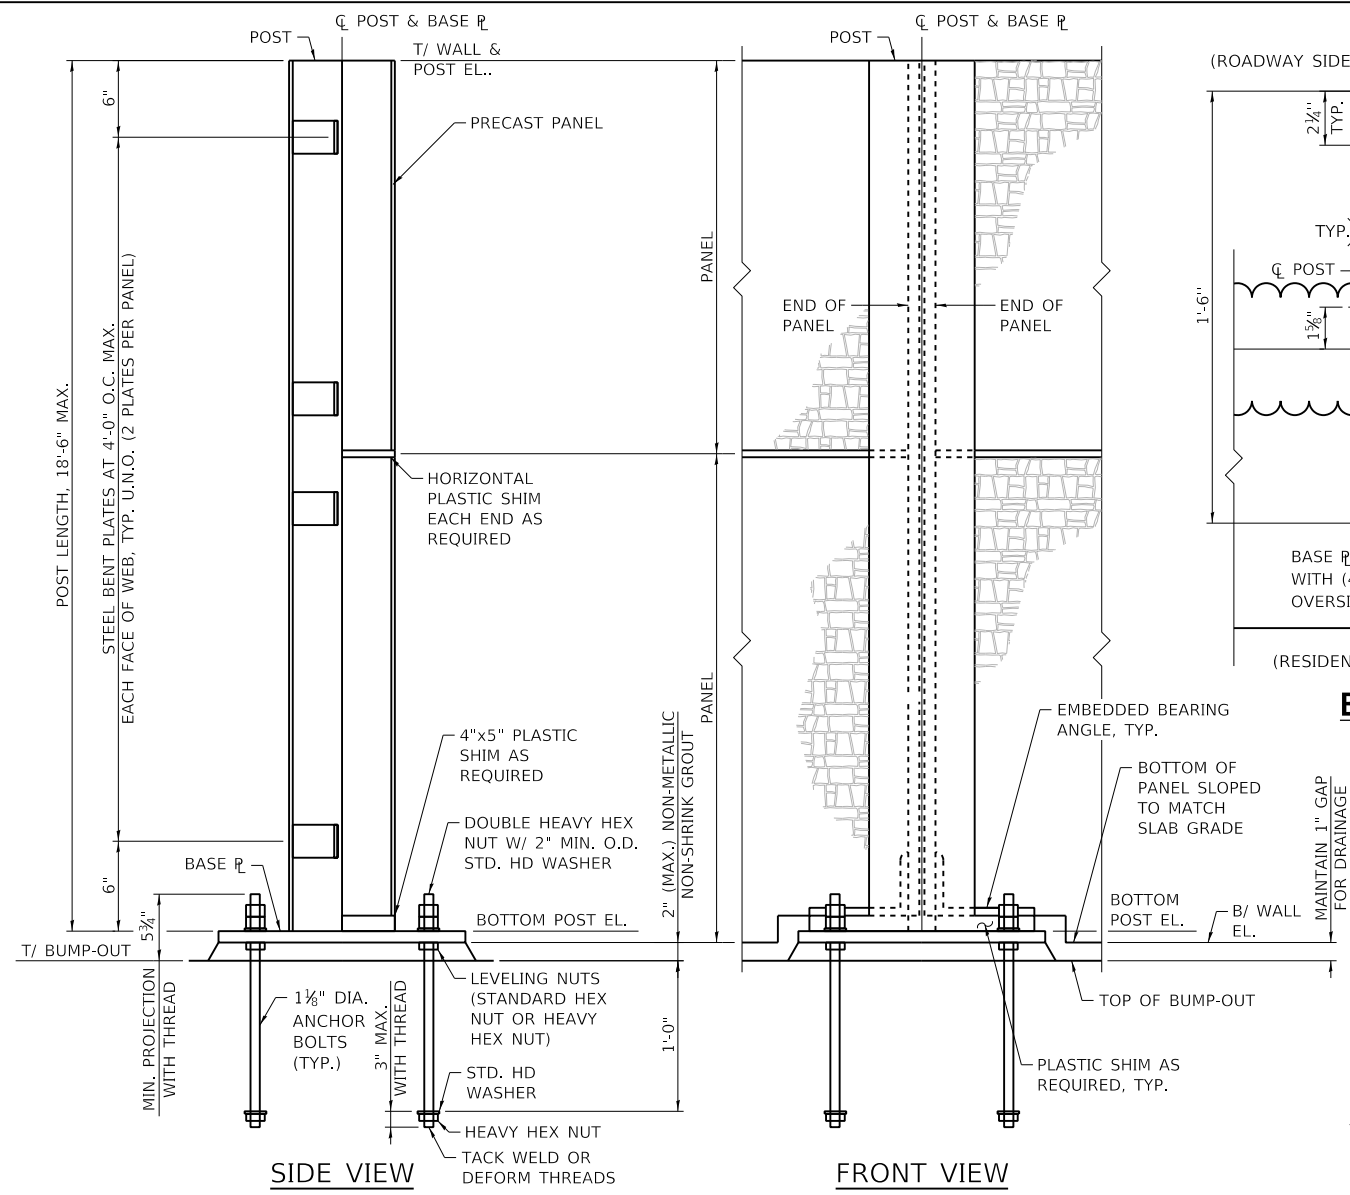 ℄ POST & BASE ℙ
POST
T/ WALL &
POST EL..
6"
PRECAST PANEL
POST LENGTH, 18'-6" MAX.
STEEL BENT PLATES AT 4'-0" O.C. MAX.
EACH FACE OF WEB, TYP. U.N.O. (2 PLATES PER PANEL)
HORIZONTAL
PLASTIC SHIM
EACH END AS
REQUIRED
4"x5" PLASTIC
SHIM AS
REQUIRED
DOUBLE HEAVY HEX
NUT W/ 2" MIN. O.D.
STD. HD WASHER
BASE ℙ
6"
5¾"
BOTTOM POST EL.
T/ BUMP-OUT
MIN. PROJECTION
WITH THREAD
1⅛" DIA.
ANCHOR
BOLTS
(TYP.)
3" MAX.
WITH THREAD
LEVELING NUTS
(STANDARD HEX
NUT OR HEAVY
HEX NUT)
STD. HD
WASHER
HEAVY HEX NUT
TACK WELD OR
DEFORM THREADS
1'-0"
2" (MAX.) NON-METALLIC
NON-SHRINK GROUT
SIDE VIEW
℄ POST & BASE ℙ
POST
PANEL
END OF
PANEL
END OF
PANEL
PANEL
EMBEDDED BEARING
ANGLE, TYP.
BOTTOM OF
PANEL SLOPED
TO MATCH
SLAB GRADE
BOTTOM
POST EL.
B/ WALL
EL.
MAINTAIN 1" GAP
FOR DRAINAGE
TOP OF BUMP-OUT
PLASTIC SHIM AS
REQUIRED, TYP.
FRONT VIEW
(ROADWAY SIDE
2¼"
TYP.
TYP.
℄ POST
1'-6"
1⅝"
BASE ℙ
WITH (4
OVERSI
(RESIDEN